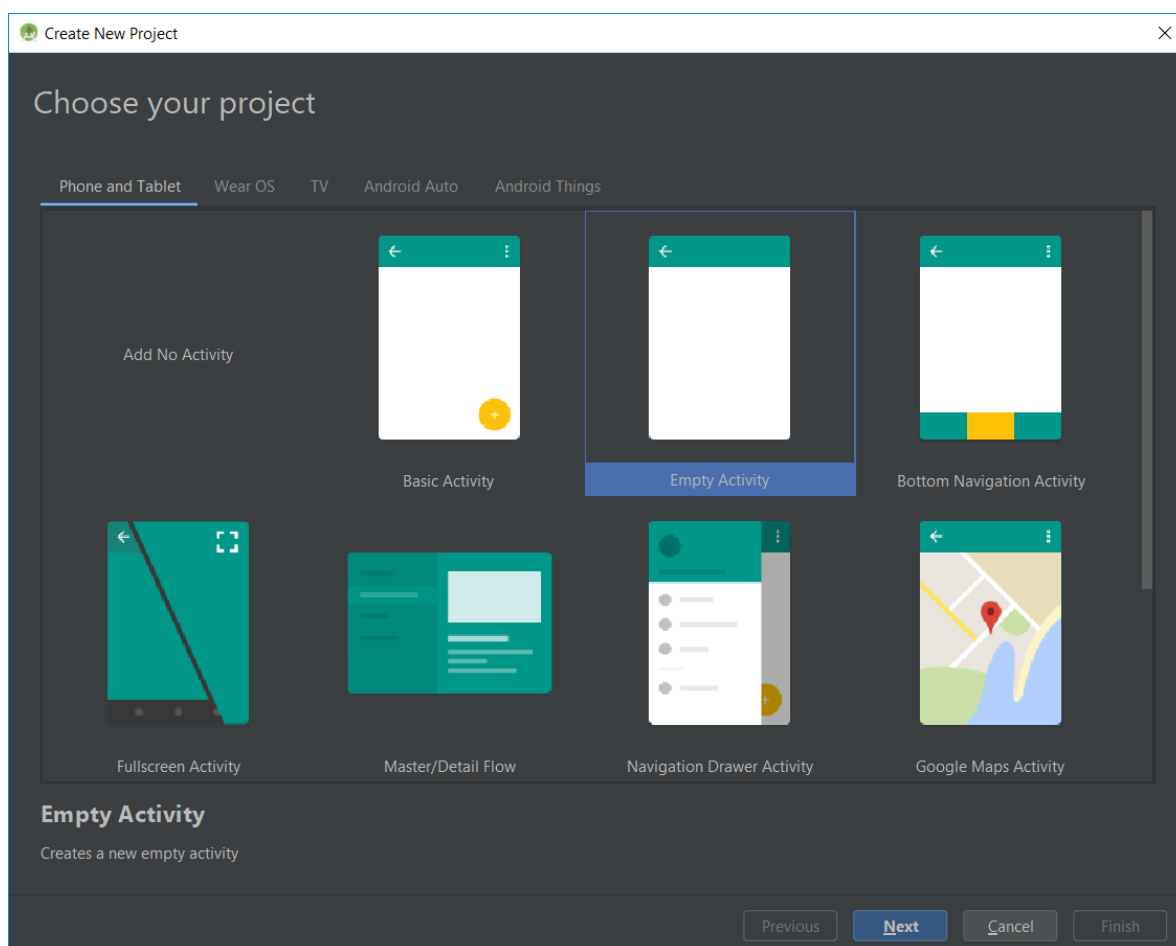 Create New Project
Choose your project
Phone and Tablet Wear OS TV Android Auto Android Things
Add No Activity
Basic Activity
Empty Activity
Bottom Navigation Activity
Fullscreen Activity
Master/Detail Flow
Navigation Drawer Activity
Google Maps Activity
Empty Activity
Creates a new empty activity
Previous Next Cancel Finish